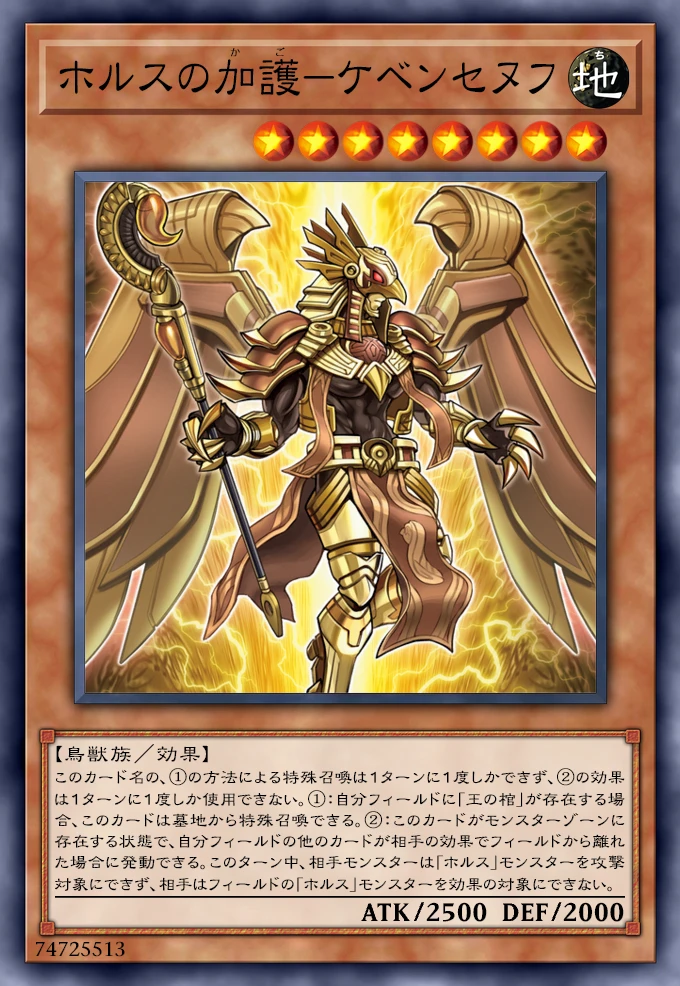 ホルスの加護－ケベンセヌフ
かご
地
ち
【鳥獣族／効果】
このカード名の、①の方法による特殊召喚は1ターンに1度しかできず、②の効果
は1ターンに1度しか使用できない。①：自分フィールドに「王の棺」が存在する場
合、このカードは墓地から特殊召喚できる。②：このカードがモンスターゾーンに
存在する状態で、自分フィールドの他のカードが相手の効果でフィールドから離れ
た場合に発動できる。このターン中、相手モンスターは「ホルス」モンスターを攻撃
対象にできず、相手はフィールドの「ホルス」モンスターを効果の対象にできない。
ATK/2500 DEF/2000
74725513